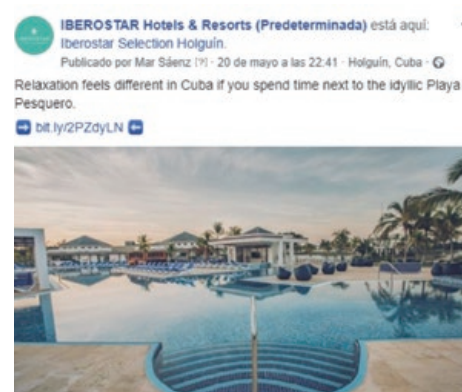 IBEROSTAR Hotels & Resorts (Predeterminada) está aquí:
Iberostar Selection Holguín.
Publicado por Mar Sáenz [?] · 20 de mayo a las 22:41 · Holguín, Cuba ·
Relaxation feels different in Cuba if you spend time next to the idyllic Playa
Pesquero.
➡ bit.ly/2PZdyLN ⬅